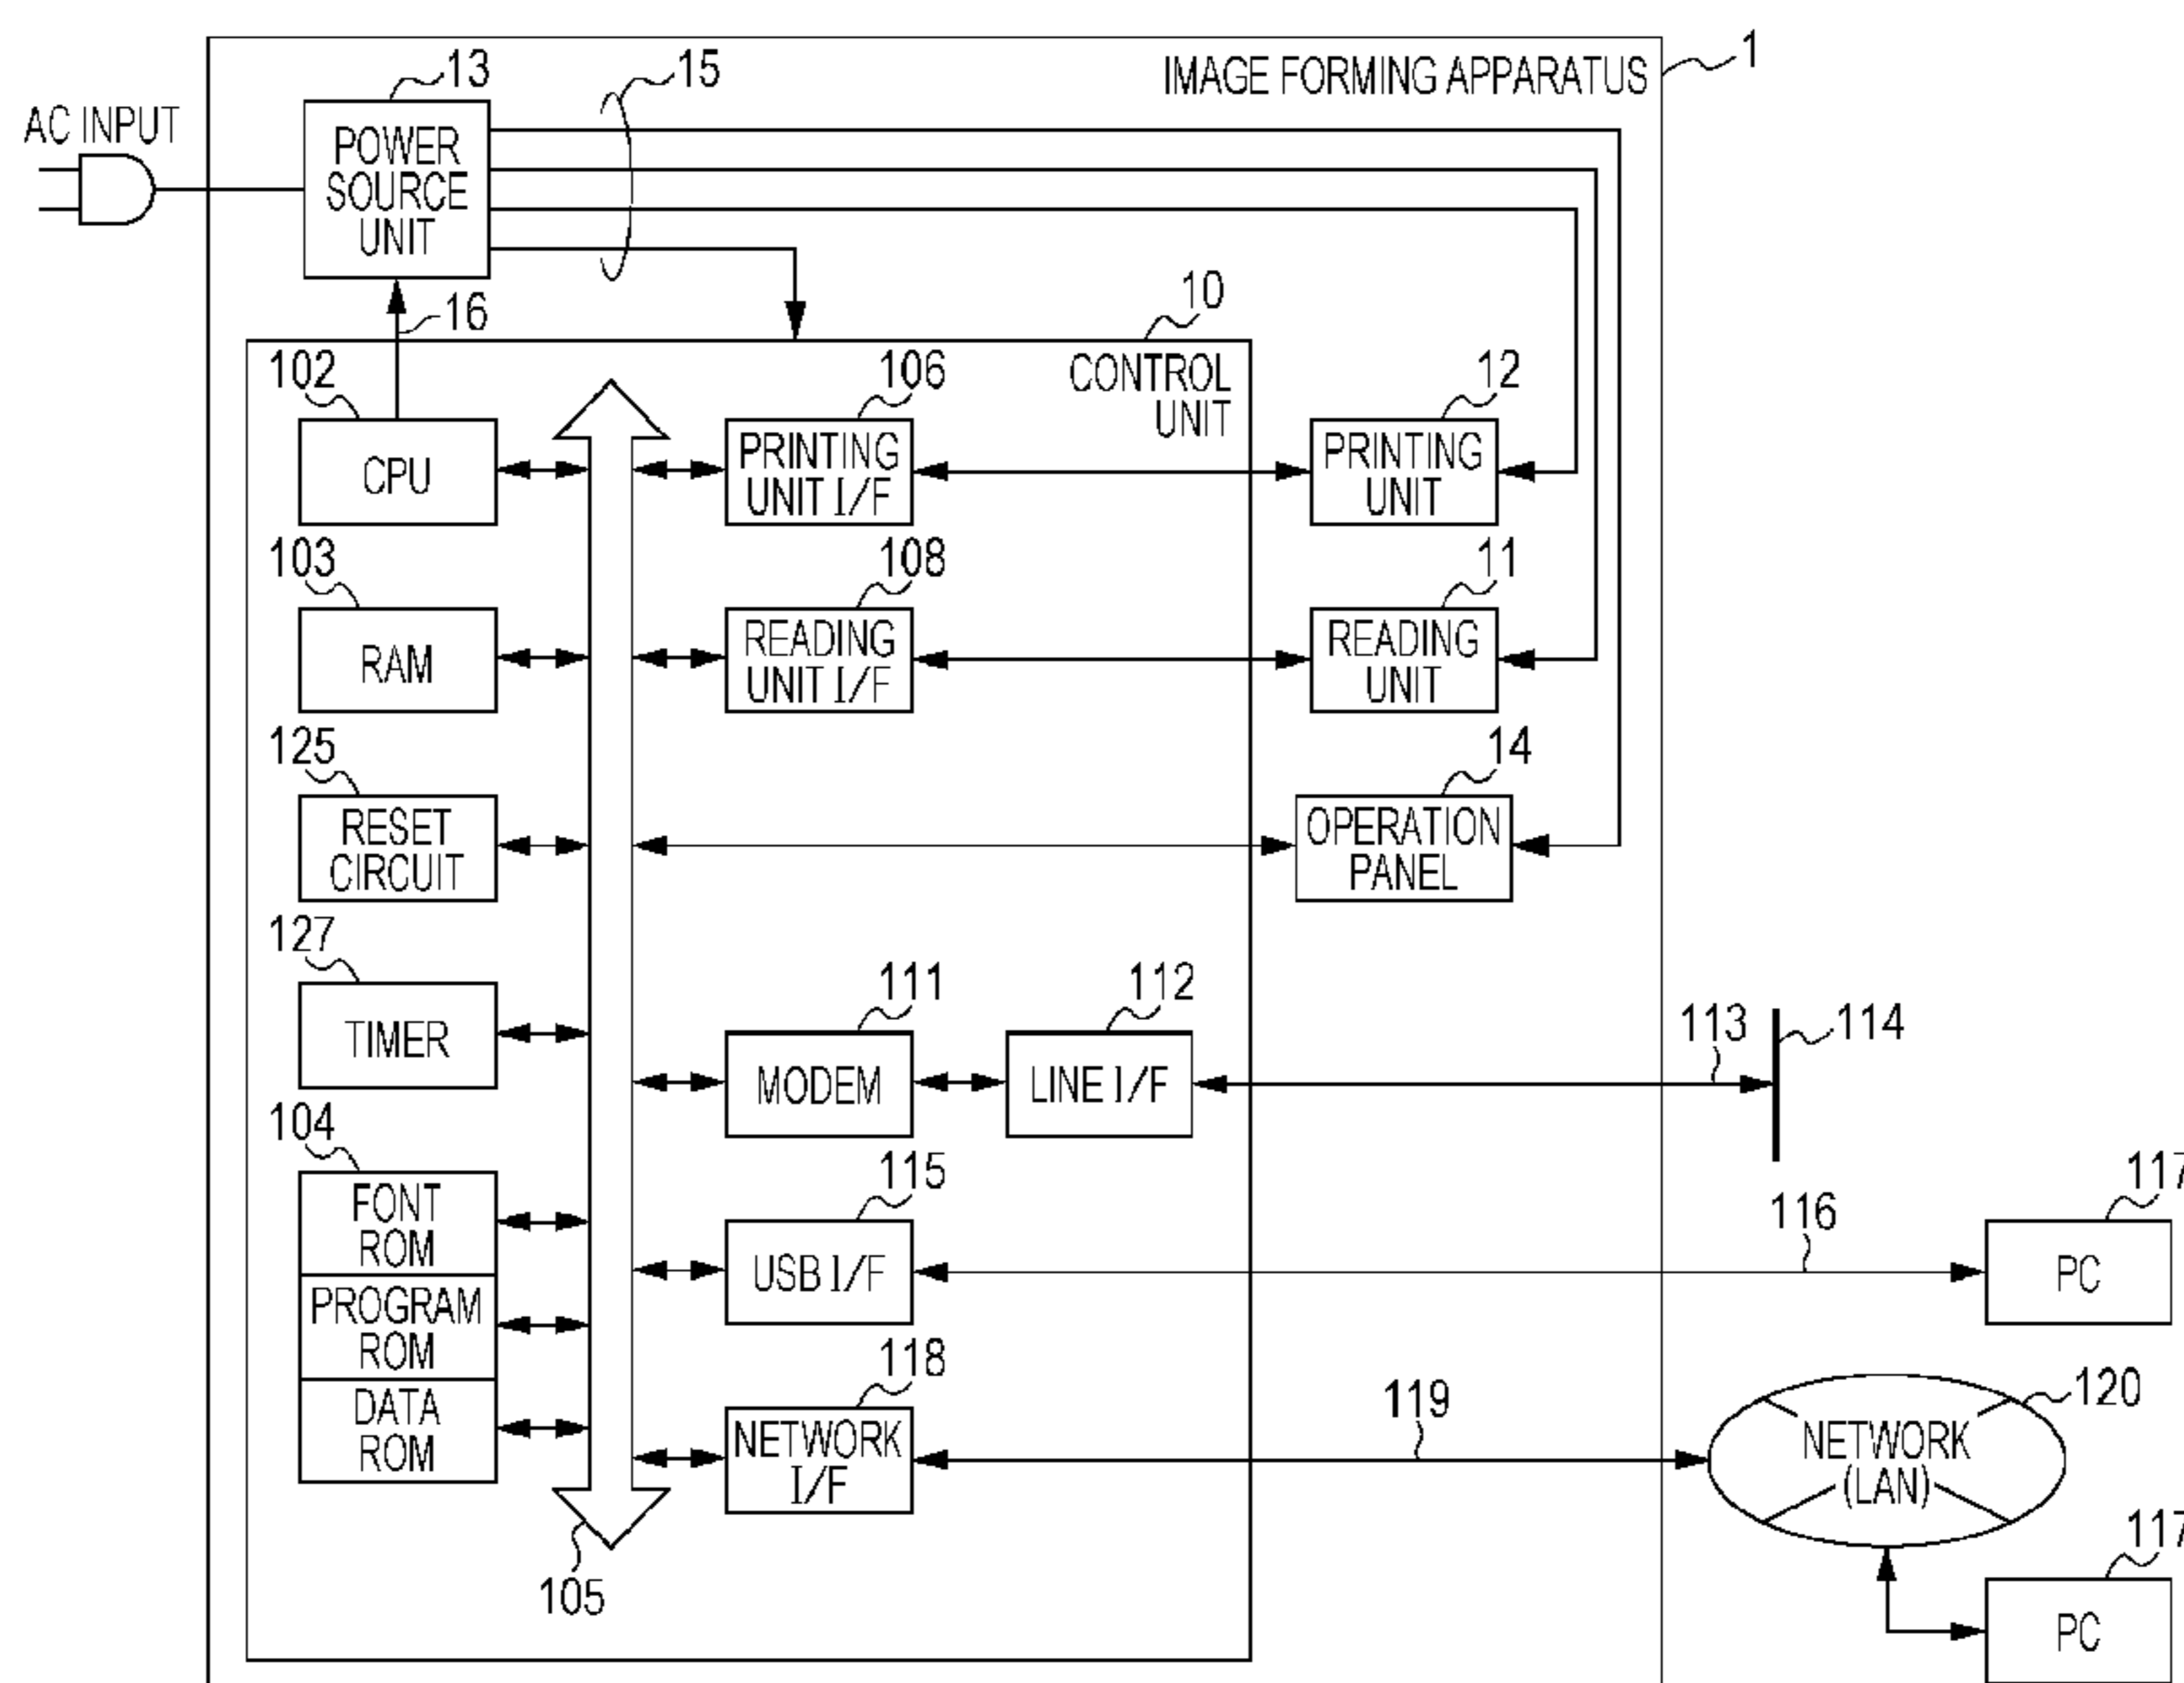 1
IMAGE FORMING APPARATUS
13
15
AC INPUT
POWER
SOURCE
UNIT
16
10
CONTROL
UNIT
102
CPU
106
PRINTING
UNIT I/F
12
PRINTING
UNIT
103
RAM
108
READING
UNIT I/F
11
READING
UNIT
125
RESET
CIRCUIT
14
OPERATION
PANEL
127
TIMER
111
MODEM
112
LINE I/F
113
114
104
FONT
ROM
PROGRAM
ROM
DATA
ROM
115
USB I/F
116
117
PC
118
NETWORK
I/F
119
120
NETWORK
(LAN)
117
PC
105